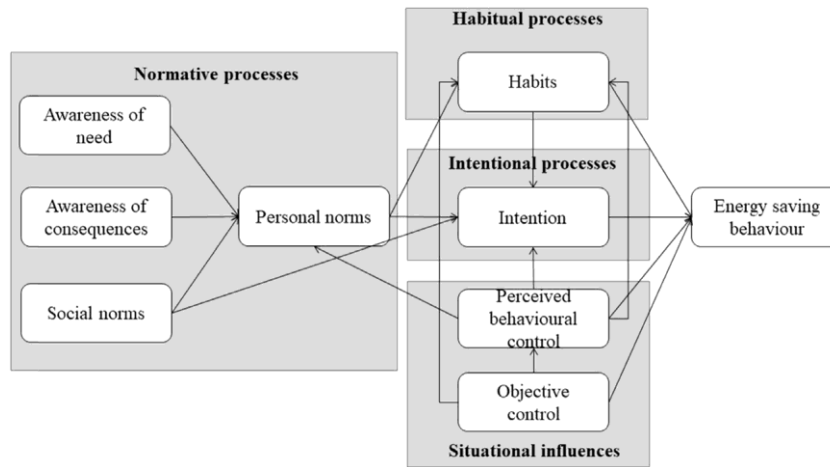 Habitual processes
Normative processes
Habits
Awareness of
need
Intentional processes
Awareness of
consequences
Personal norms
Intention
Energy saving
behaviour
Social norms
Perceived
behavioural
control
Objective
control
Situational influences